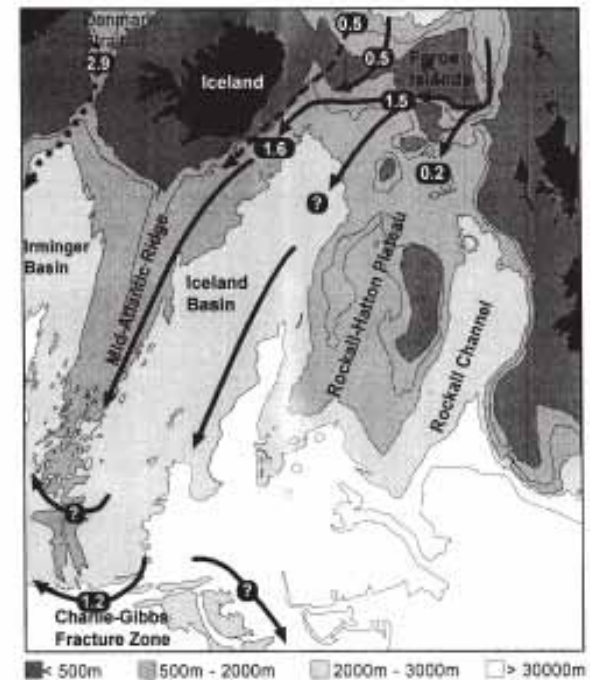 Denmark
Strait
2.9
Iceland
0.5
0.5
Faroe
Islands
1.5
1.6
0.2
?
Irminger
Basin
Mid-Atlantic Ridge
Iceland
Basin
Rockall-Hatton Plateau
Rockall Channel
?
1.2
?
Charlie-Gibbs
Fracture Zone
< 500m
500m - 2000m
2000m - 3000m
> 30000m